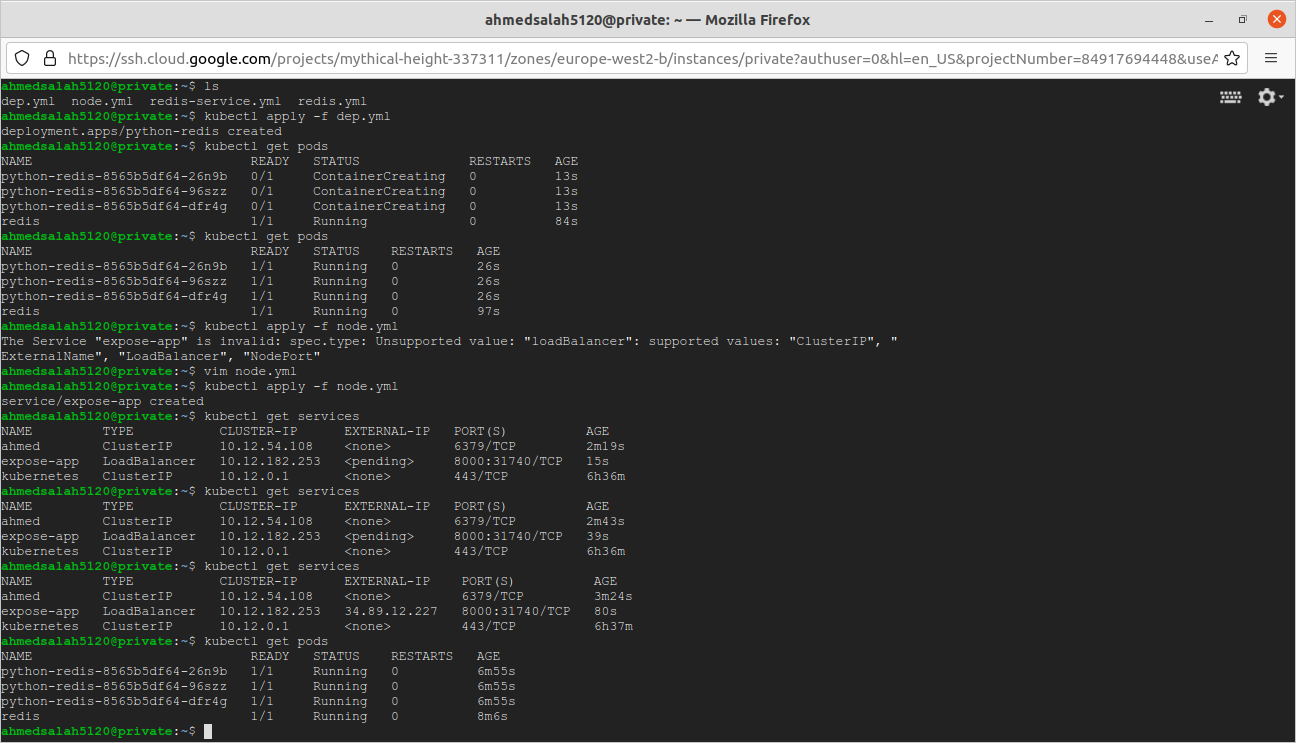 ahmedsalah5120@private: ~ — Mozilla Firefox
https://ssh.cloud.google.com/projects/mythical-height-337311/zones/europe-west2-b/instances/private?authuser=0&hl=en_US&projectNumber=84917694448&useA
ahmedsalah5120@private:~$ ls
dep.yml  node.yml  redis-service.yml  redis.yml
ahmedsalah5120@private:~$ kubectl apply -f dep.yml
deployment.apps/python-redis created
ahmedsalah5120@private:~$ kubectl get pods
NAME                            READY   STATUS              RESTARTS   AGE
python-redis-8565b5df64-26n9b   0/1     ContainerCreating   0          13s
python-redis-8565b5df64-96szz   0/1     ContainerCreating   0          13s
python-redis-8565b5df64-dfr4g   0/1     ContainerCreating   0          13s
redis                           1/1     Running             0          84s
ahmedsalah5120@private:~$ kubectl get pods
NAME                            READY   STATUS    RESTARTS   AGE
python-redis-8565b5df64-26n9b   1/1     Running   0          26s
python-redis-8565b5df64-96szz   1/1     Running   0          26s
python-redis-8565b5df64-dfr4g   1/1     Running   0          26s
redis                           1/1     Running   0          97s
ahmedsalah5120@private:~$ kubectl apply -f node.yml
The Service "expose-app" is invalid: spec.type: Unsupported value: "loadBalancer": supported values: "ClusterIP", "
ExternalName", "LoadBalancer", "NodePort"
ahmedsalah5120@private:~$ vim node.yml
ahmedsalah5120@private:~$ kubectl apply -f node.yml
service/expose-app created
ahmedsalah5120@private:~$ kubectl get services
NAME         TYPE           CLUSTER-IP      EXTERNAL-IP   PORT(S)          AGE
ahmed        ClusterIP      10.12.54.108    <none>        6379/TCP         2m19s
expose-app   LoadBalancer   10.12.182.253   <pending>     8000:31740/TCP   15s
kubernetes   ClusterIP      10.12.0.1       <none>        443/TCP          6h36m
ahmedsalah5120@private:~$ kubectl get services
NAME         TYPE           CLUSTER-IP      EXTERNAL-IP   PORT(S)          AGE
ahmed        ClusterIP      10.12.54.108    <none>        6379/TCP         2m43s
expose-app   LoadBalancer   10.12.182.253   <pending>     8000:31740/TCP   39s
kubernetes   ClusterIP      10.12.0.1       <none>        443/TCP          6h36m
ahmedsalah5120@private:~$ kubectl get services
NAME         TYPE           CLUSTER-IP      EXTERNAL-IP    PORT(S)          AGE
ahmed        ClusterIP      10.12.54.108    <none>         6379/TCP         3m24s
expose-app   LoadBalancer   10.12.182.253   34.89.12.227   8000:31740/TCP   80s
kubernetes   ClusterIP      10.12.0.1       <none>         443/TCP          6h37m
ahmedsalah5120@private:~$ kubectl get pods
NAME                            READY   STATUS    RESTARTS   AGE
python-redis-8565b5df64-26n9b   1/1     Running   0          6m55s
python-redis-8565b5df64-96szz   1/1     Running   0          6m55s
python-redis-8565b5df64-dfr4g   1/1     Running   0          6m55s
redis                           1/1     Running   0          8m6s
ahmedsalah5120@private:~$